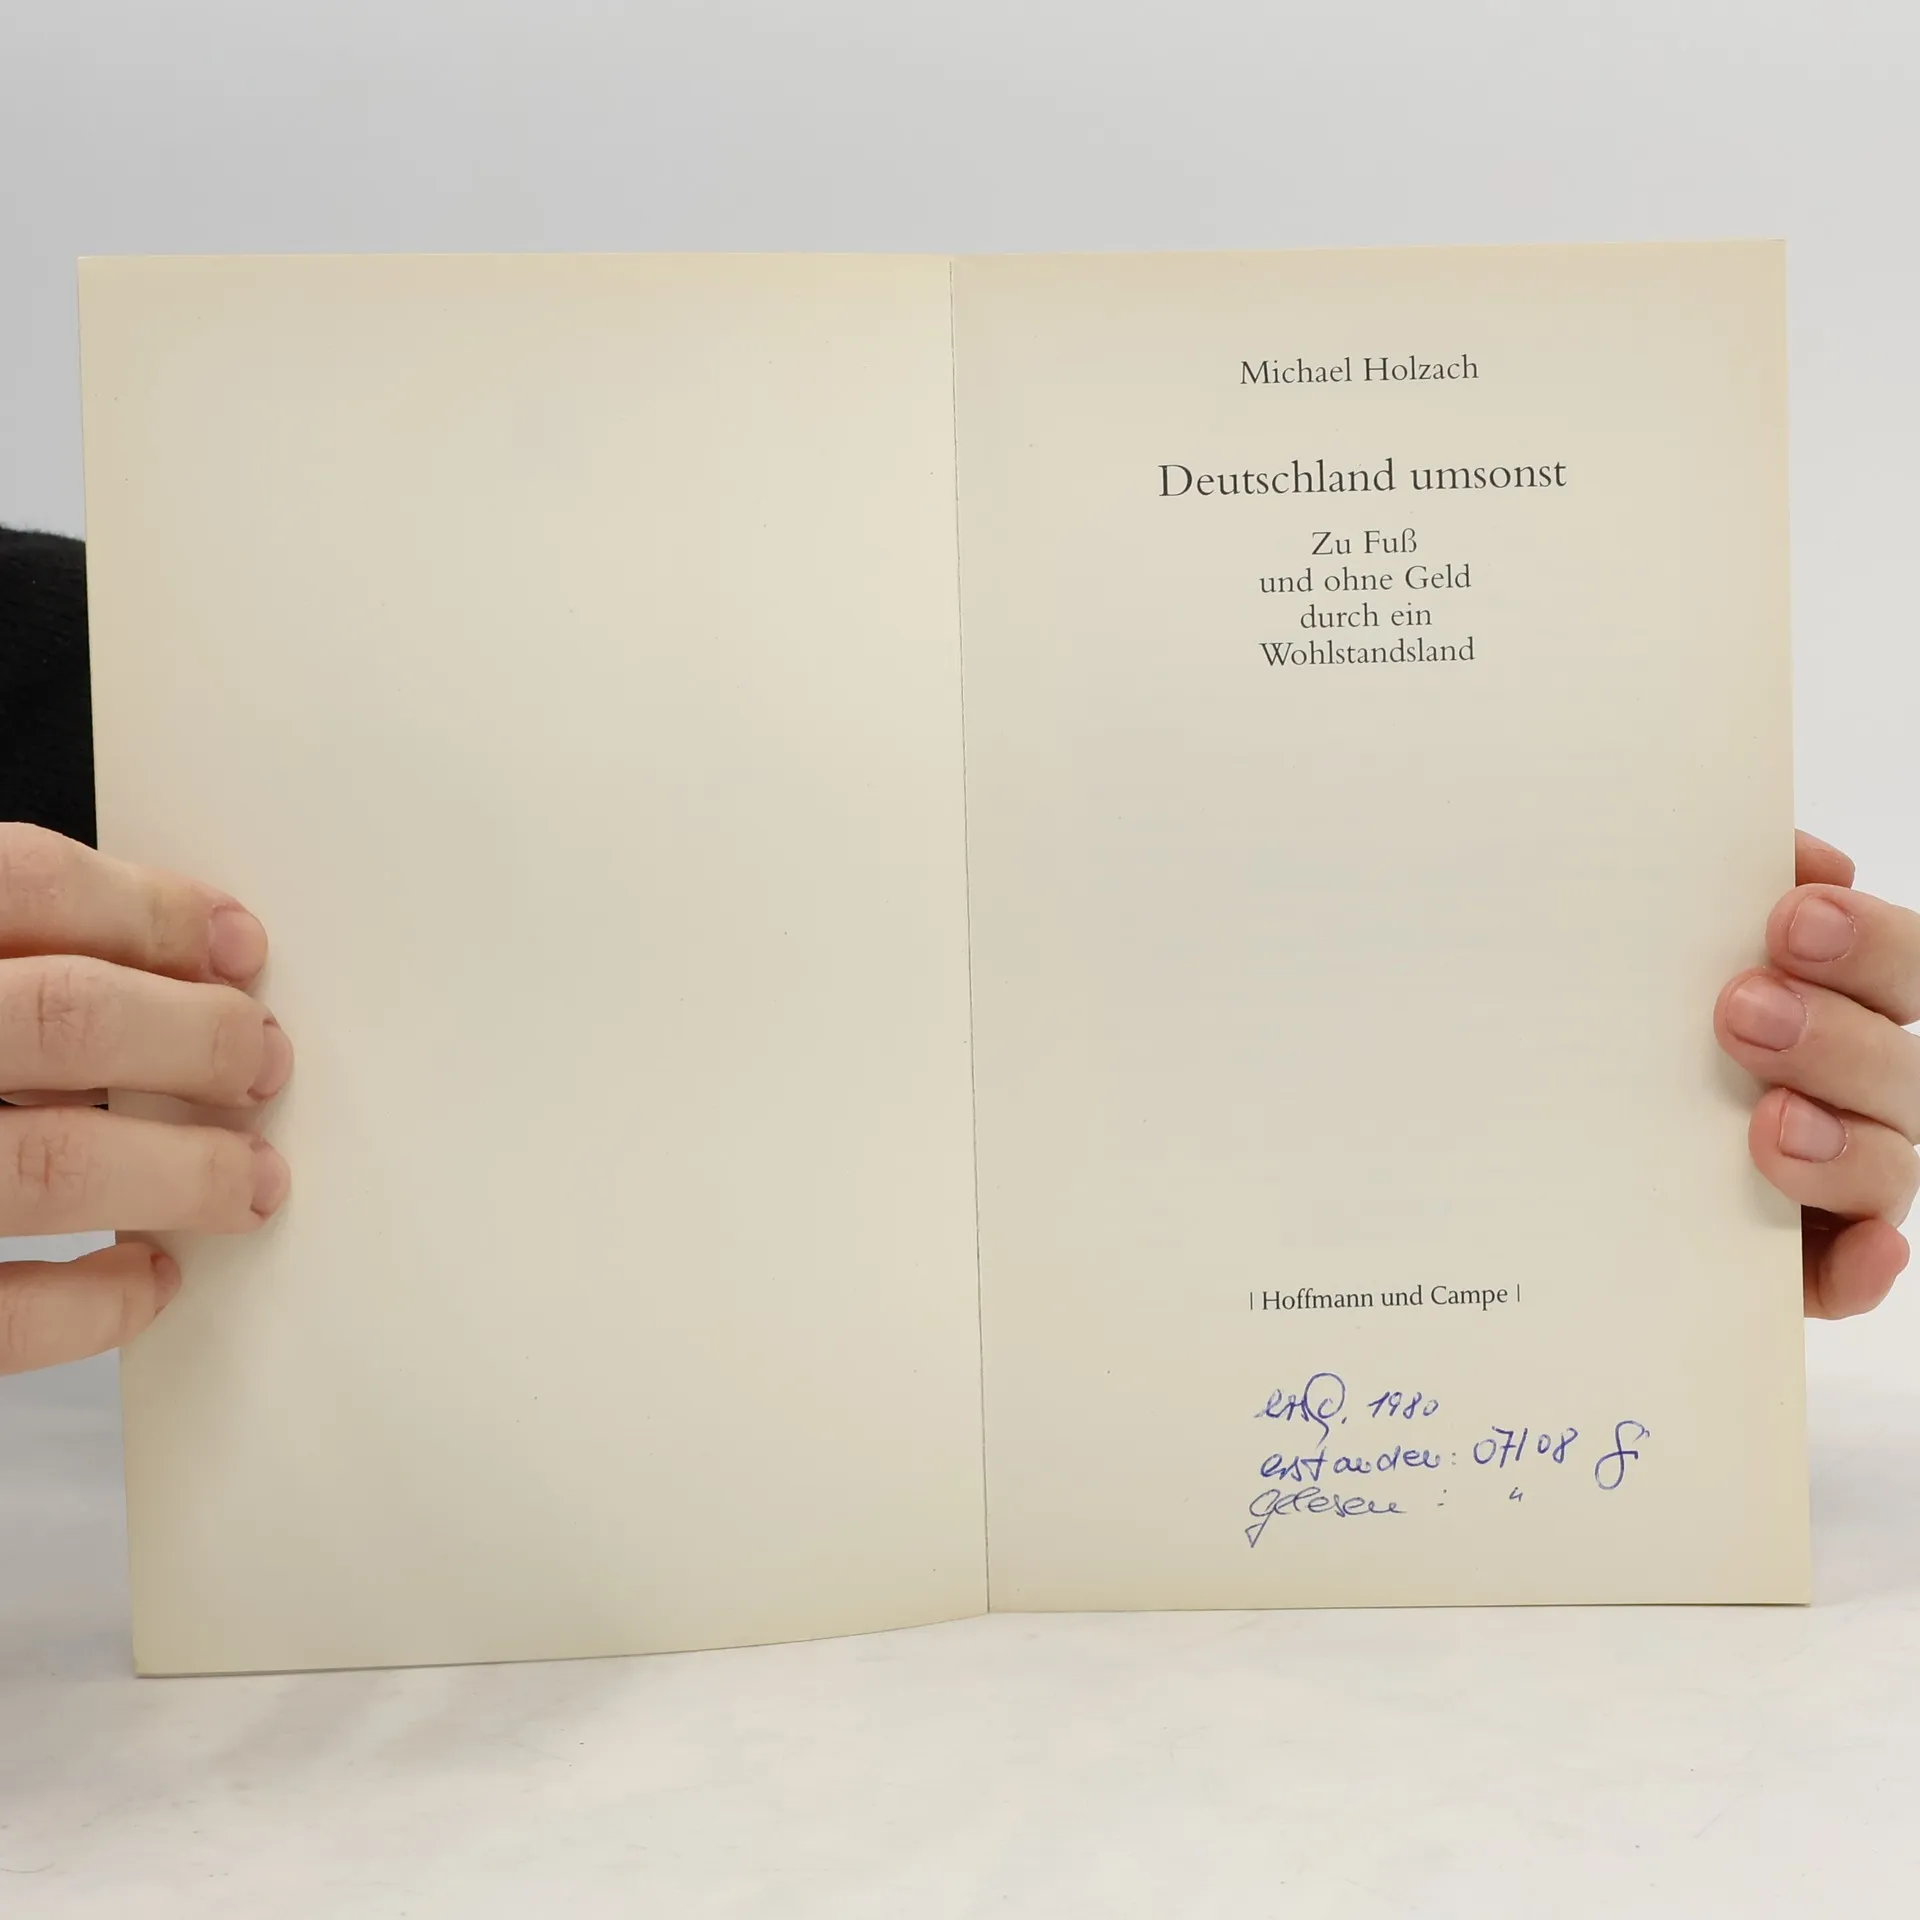 Michael Holzach
Deutschland umsonst
Zu Fuß
und ohne Geld
durch ein
Wohlstandsland
| Hoffmann und Campe |
1980
erstanden: 07/08
gelesen : "